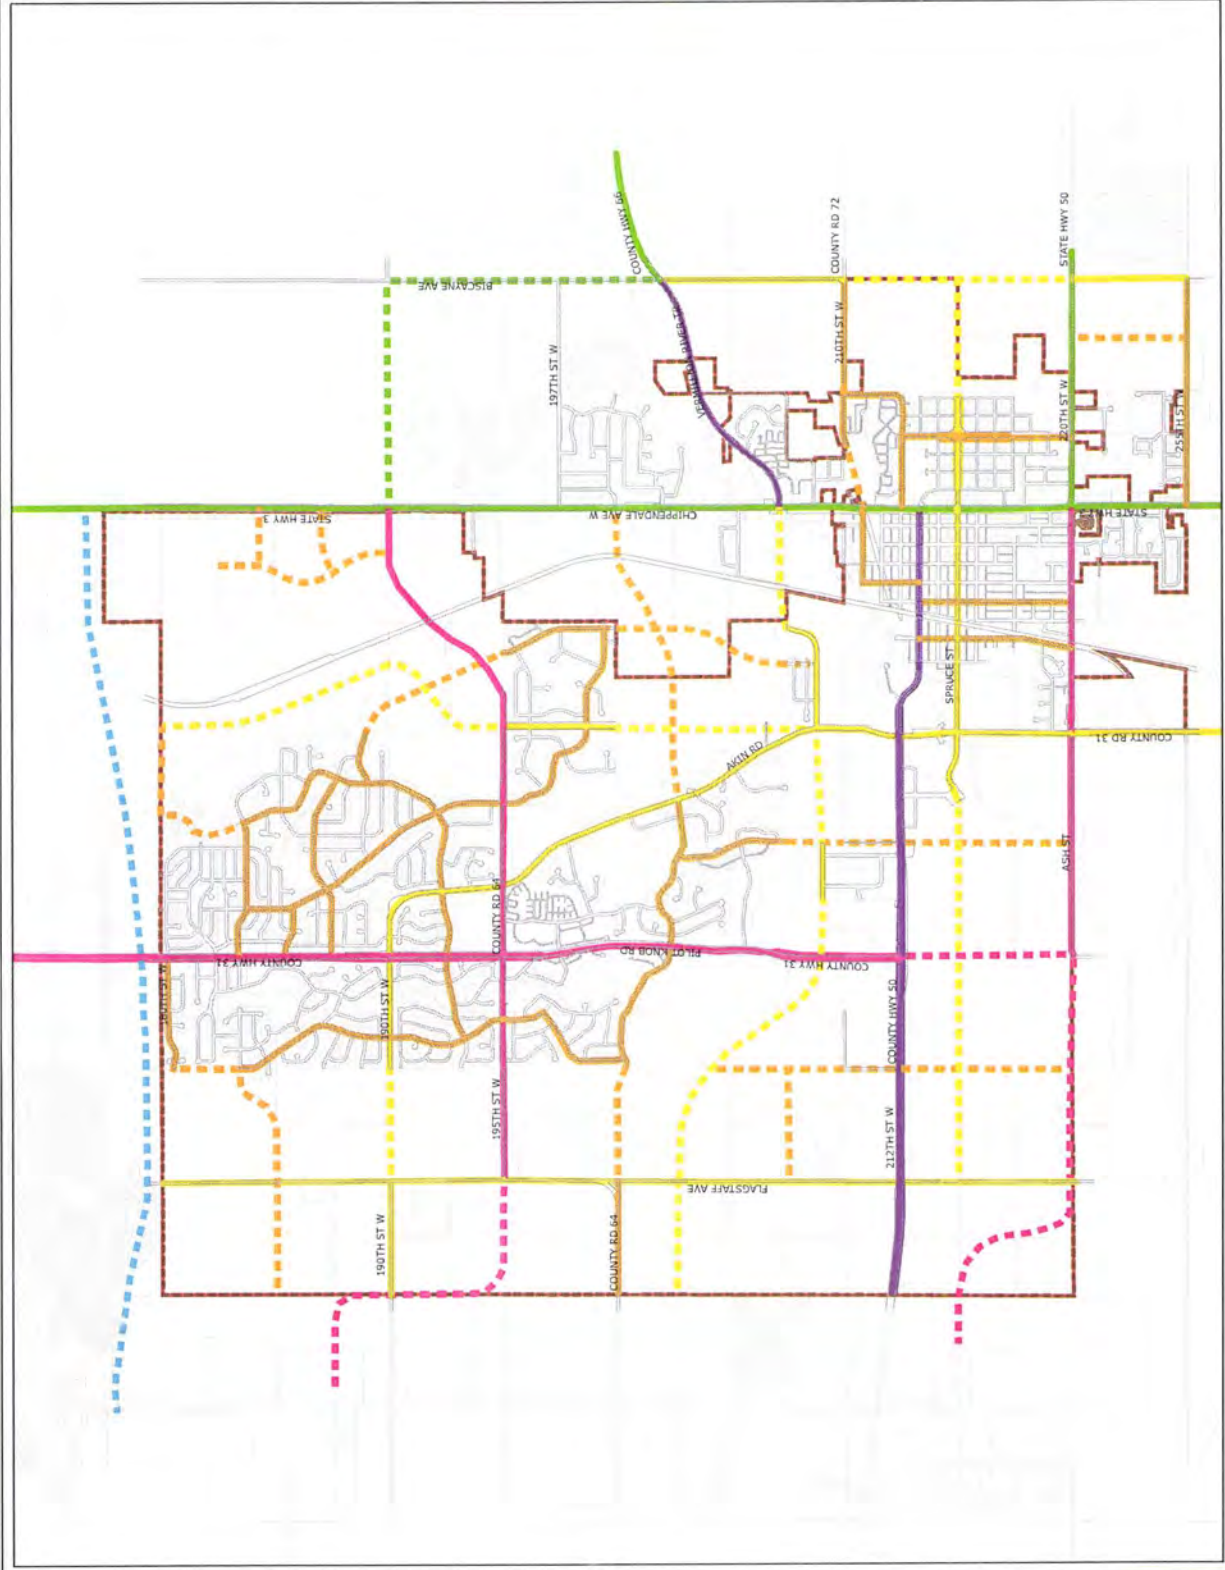 COUNTY HWY 66
COUNTY RD 72
STATE HWY 50
BISCAYNE AVE
197TH ST W
VERMILLION RIVER TR
210TH ST W
220TH ST W
255TH ST W
STATE HWY 3
CHIPPENDALE AVE W
SPRUCE ST
AKIN RD
COUNTY RD 31
ASH ST
COUNTY RD 64
COUNTY HWY 31
PILOT KNOB RD
COUNTY HWY 31
190TH ST W
COUNTY HWY 50
195TH ST W
212TH ST W
FLAGSTAFF AVE
190TH ST W
COUNTY RD 64